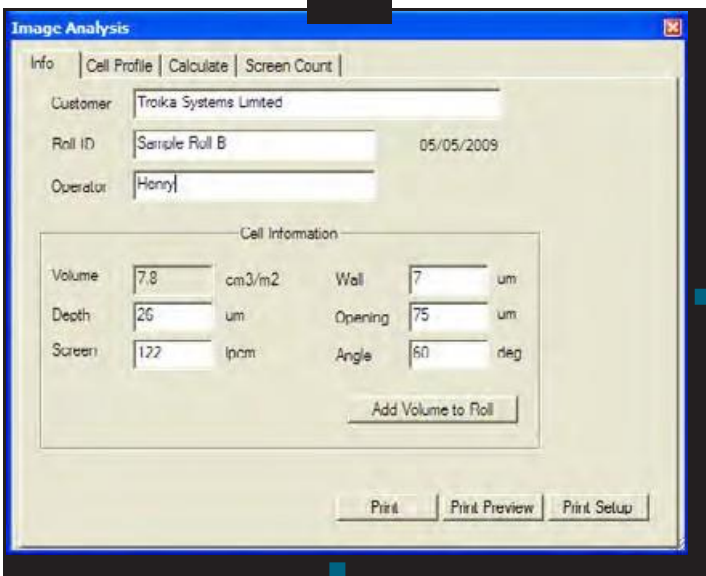 Image Analysis
Info Cell Profile Calculate Screen Count
Customer Troika Systems Limited
Roll ID Sample Roll B 05/05/2009
Operator Henry
Cell Information
Volume 7.8 cm3/m2 Wall 7 um
Depth 26 um Opening 75 um
Screen 122 lpcm Angle 60 deg
Add Volume to Roll
Print Print Preview Print Setup